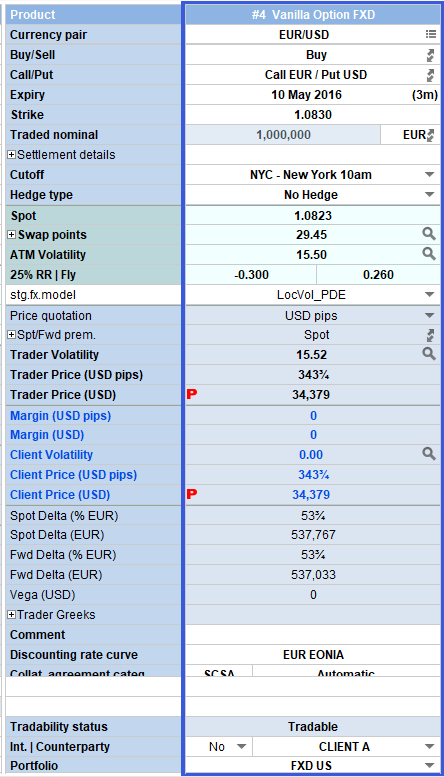 Product #4 Vanilla Option FXD
Currency pair EUR/USD
Buy/Sell Buy
Call/Put Call EUR / Put USD
Expiry 10 May 2016 (3m)
Strike 1.0830
Traded nominal 1,000,000 EUR
Settlement details
Cutoff NYC - New York 10am
Hedge type No Hedge
Spot 1.0823
Swap points 29.45
ATM Volatility 15.50
25% RR | Fly -0.300 0.260
stg.fx.model LocVol_PDE
Price quotation USD pips
Spt/Fwd prem. Spot
Trader Volatility 15.52
Trader Price (USD pips) 343¾
Trader Price (USD) P 34,379
Margin (USD pips) 0
Margin (USD) 0
Client Volatility 0.00
Client Price (USD pips) 343¾
Client Price (USD) P 34,379
Spot Delta (% EUR) 53¾
Spot Delta (EUR) 537,767
Fwd Delta (% EUR) 53¾
Fwd Delta (EUR) 537,033
Vega (USD) 0
Trader Greeks
Comment
Discounting rate curve EUR EONIA
Collat. agreement categ SCSA Automatic
Tradability status Tradable
Int. | Counterparty No CLIENT A
Portfolio FXD US